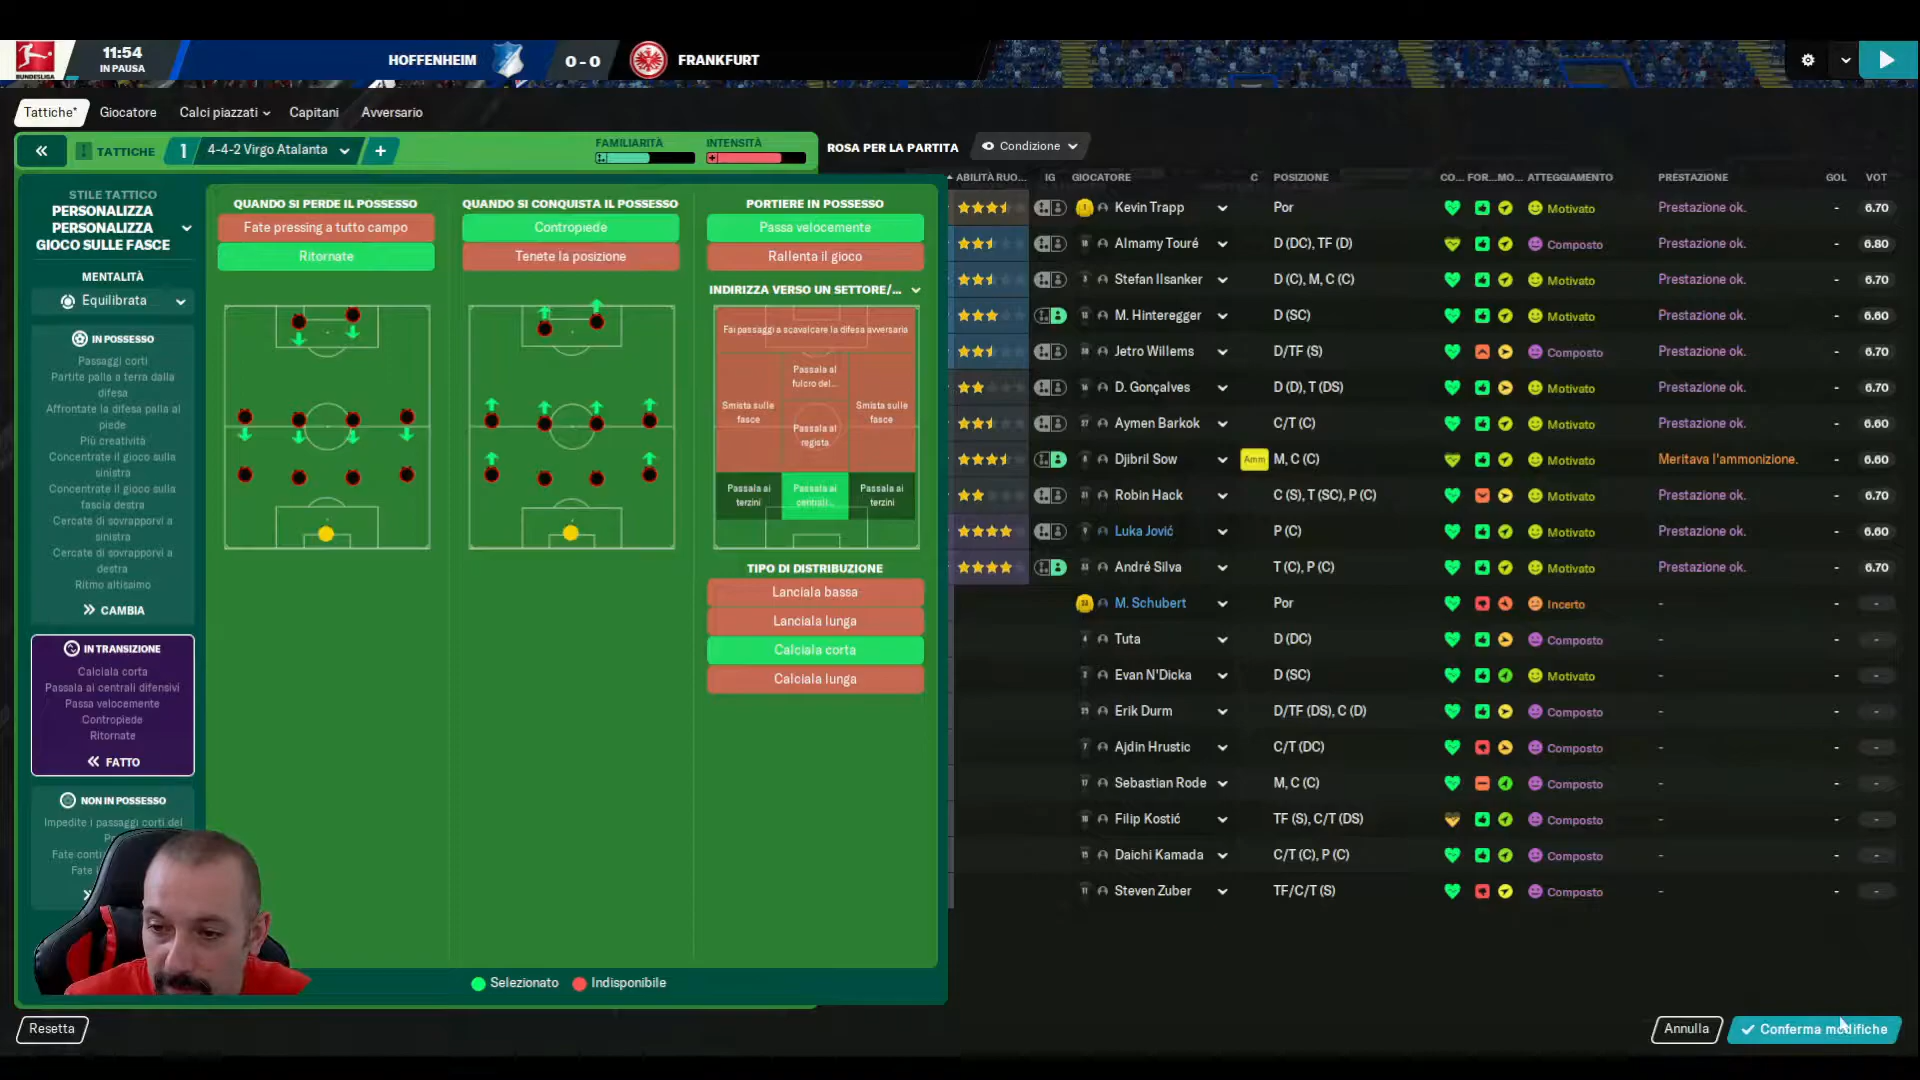 BUNDESLIGA
11:54
IN PAUSA
HOFFENHEIM
0 - 0
FRANKFURT
Tattiche*
Giocatore
Calci piazzati
Capitani
Avversario
TATTICHE
1
4-4-2 Virgo Atalanta
+
FAMILIARITÀ
INTENSITÀ
STILE TATTICO
PERSONALIZZA
PERSONALIZZA
GIOCO SULLE FASCE
MENTALITÀ
Equilibrata
IN POSSESSO
Passaggi corti
Partite palla a terra dalla
difesa
Affrontate la difesa palla al
piede
Più creatività
Concentrate il gioco sulla
sinistra
Concentrate il gioco sulla
fascia destra
Cercate di sovrapporvi a
sinistra
Cercate di sovrapporvi a
destra
Ritmo altissimo
CAMBIA
IN TRANSIZIONE
Calciala corta
Passala ai centrali difensivi
Passa velocemente
Contropiede
Ritornate
FATTO
NON IN POSSESSO
Impedite i passaggi corti del
Fate
QUANDO SI PERDE IL POSSESSO
Fate pressing a tutto campo
Ritornate
QUANDO SI CONQUISTA IL POSSESSO
Contropiede
Tenete la posizione
PORTIERE IN POSSESSO
Passa velocemente
Rallenta il gioco
INDIRIZZA VERSO UN SETTORE/...
Fai passaggi a scavalcare la difesa avversaria
Passala al
fulcro del...
Smista sulle
fasce
Passala al
regista
Smista sulle
fasce
Passala ai
terzini
Passala ai
centrali...
Passala ai
terzini
TIPO DI DISTRIBUZIONE
Lanciala bassa
Lanciala lunga
Calciala corta
Calciala lunga
Selezionato
Indisponibile
ROSA PER LA PARTITA
Condizione
ABILITÀ RUO... IG GIOCATORE C POSIZIONE CO... FOR... MO... ATTEGGIAMENTO PRESTAZIONE GOL VOT
Kevin Trapp Por Motivato Prestazione ok. - 6.70
Almamy Touré D (DC), TF (D) Composto Prestazione ok. - 6.80
Stefan Ilsanker D (C), M, C (C) Motivato Prestazione ok. - 6.70
M. Hinteregger D (SC) Motivato Prestazione ok. - 6.60
Jetro Willems D/TF (S) Composto Prestazione ok. - 6.70
D. Gonçalves D (D), T (DS) Motivato Prestazione ok. - 6.70
Aymen Barkok C/T (C) Motivato Prestazione ok. - 6.60
Djibril Sow Amm M, C (C) Motivato Meritava l'ammonizione. - 6.60
Robin Hack C (S), T (SC), P (C) Motivato Prestazione ok. - 6.70
Luka Jović P (C) Motivato Prestazione ok. - 6.60
André Silva T (C), P (C) Motivato Prestazione ok. - 6.70
M. Schubert Por Incerto - - -
Tuta D (DC) Composto - - -
Evan N'Dicka D (SC) Motivato - - -
Erik Durm D/TF (DS), C (D) Composto - - -
Ajdin Hrustic C/T (DC) Composto - - -
Sebastian Rode M, C (C) Composto - - -
Filip Kostić TF (S), C/T (DS) Composto - - -
Daichi Kamada C/T (C), P (C) Composto - - -
Steven Zuber TF/C/T (S) Composto - - -
Resetta
Annulla
Conferma modifiche